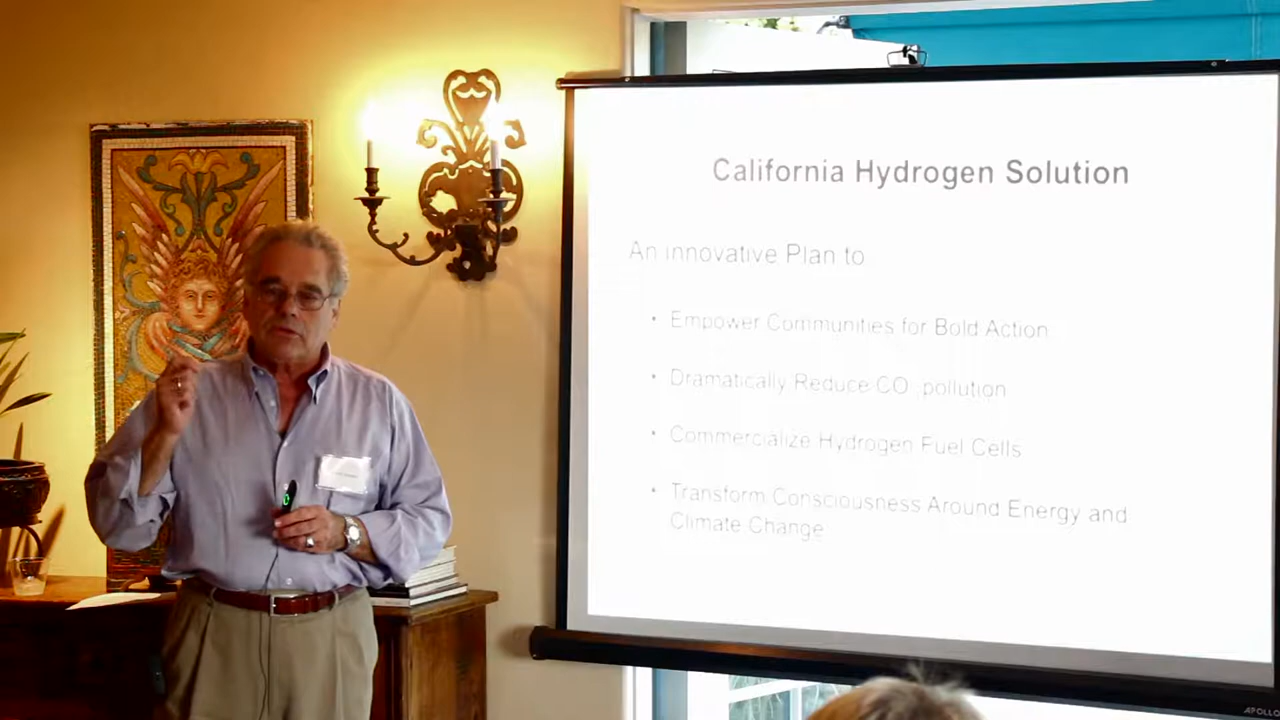 California Hydrogen Solution
An Innovative Plan to
• Empower Communities for Bold Action
• Dramatically Reduce CO pollution
• Commercialize Hydrogen Fuel Cells
• Transform Consciousness Around Energy and
Climate Change
APOLLO